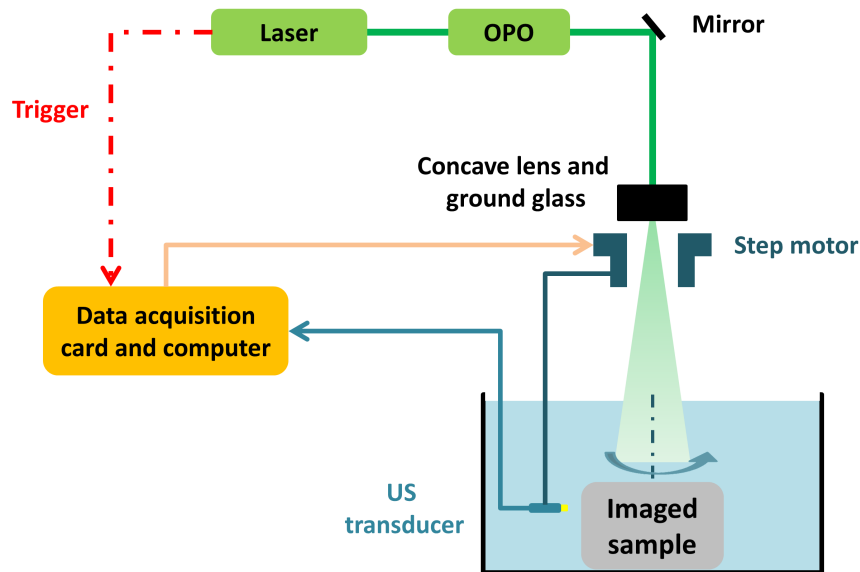 Laser
OPO
Mirror
Trigger
Concave lens and
ground glass
Step motor
Data acquisition
card and computer
US
transducer
Imaged
sample